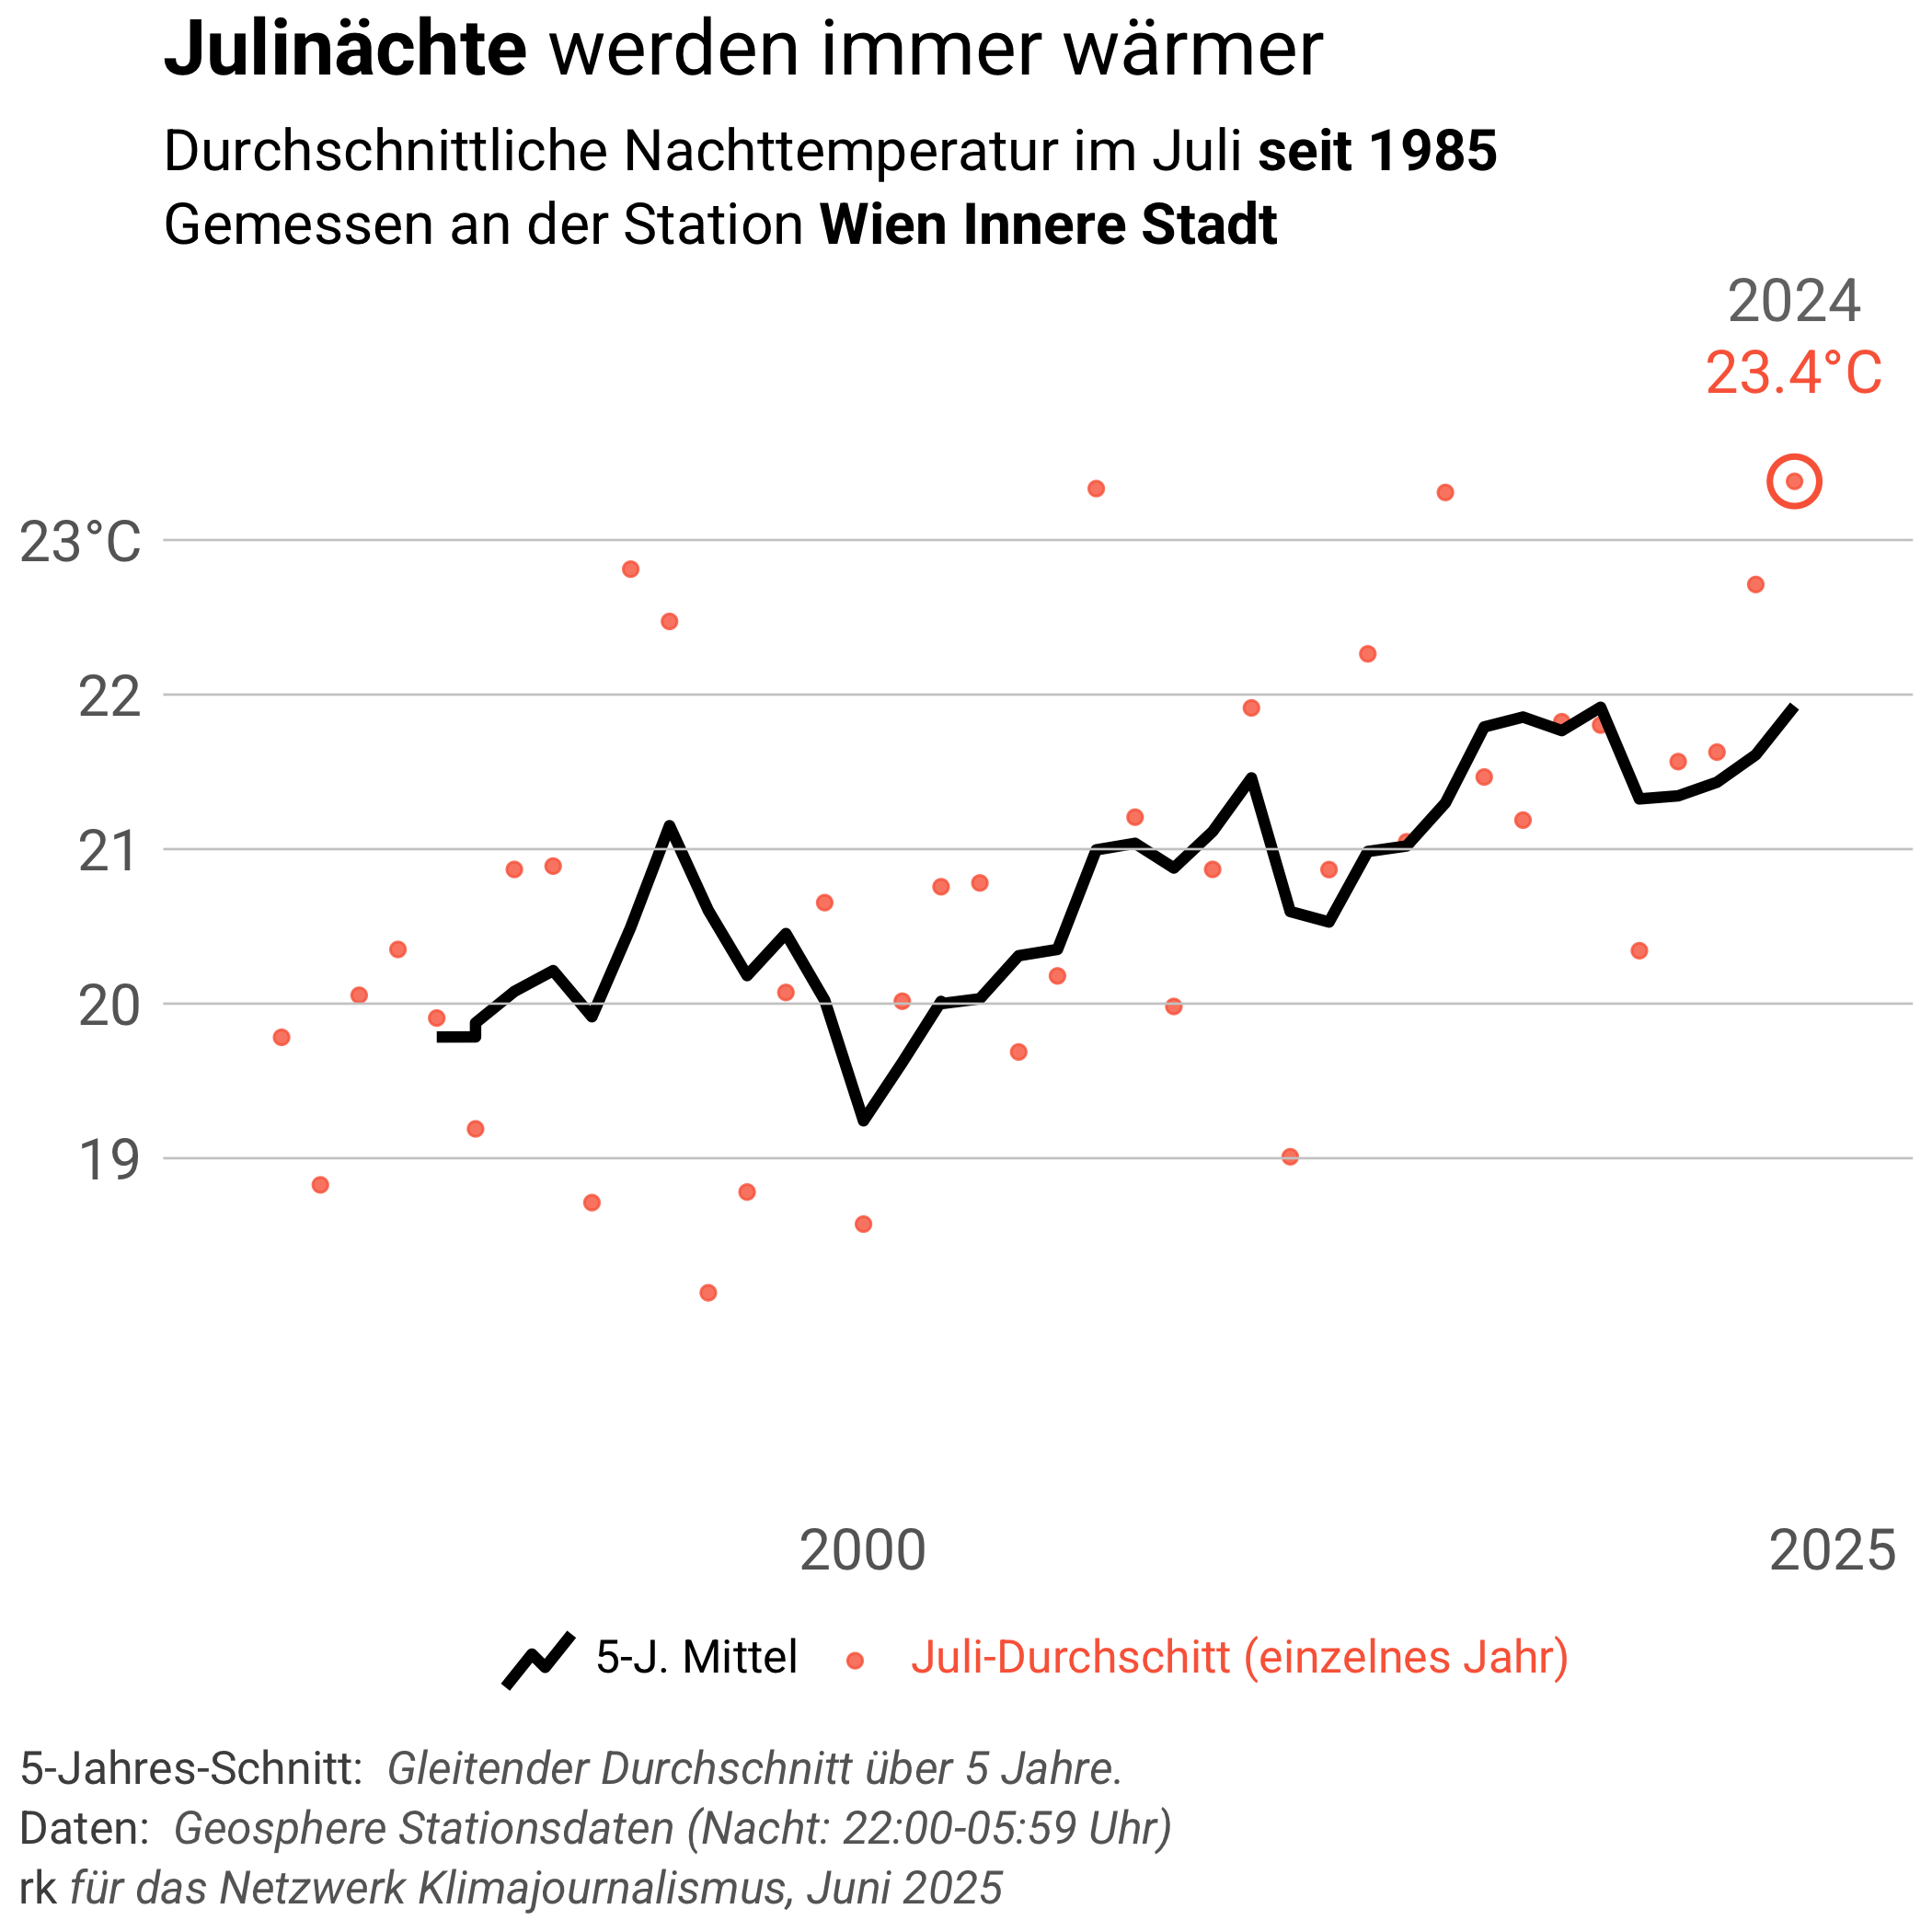 Julinächte werden immer wärmer
Durchschnittliche Nachttemperatur im Juli seit 1985
Gemessen an der Station Wien Innere Stadt
2024
23.4°C
23°C
22
21
20
19
2000
2025
5-J. Mittel
Juli-Durchschitt (einzelnes Jahr)
5-Jahres-Schnitt: Gleitender Durchschnitt über 5 Jahre.
Daten: Geosphere Stationsdaten (Nacht: 22:00-05:59 Uhr)
rk für das Netzwerk Klimajournalismus, Juni 2025